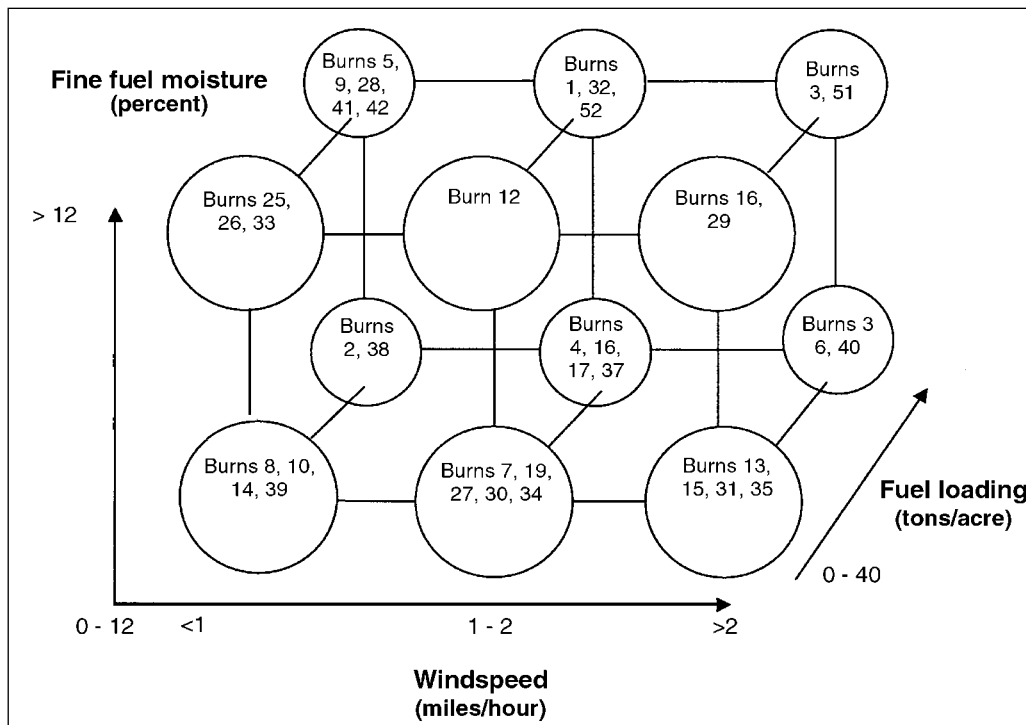 Fine fuel moisture
(percent)
Burns 5,
9, 28,
41, 42
Burns
1, 32,
52
Burns
3, 51
Burns 25,
26, 33
Burn 12
Burns 16,
29
> 12
Burns
2, 38
Burns
4, 16,
17, 37
Burns 3
6, 40
Burns 8, 10,
14, 39
Burns 7, 19,
27, 30, 34
Burns 13,
15, 31, 35
Fuel loading
(tons/acre)
0 - 40
0 - 12
<1
1 - 2
>2
Windspeed
(miles/hour)